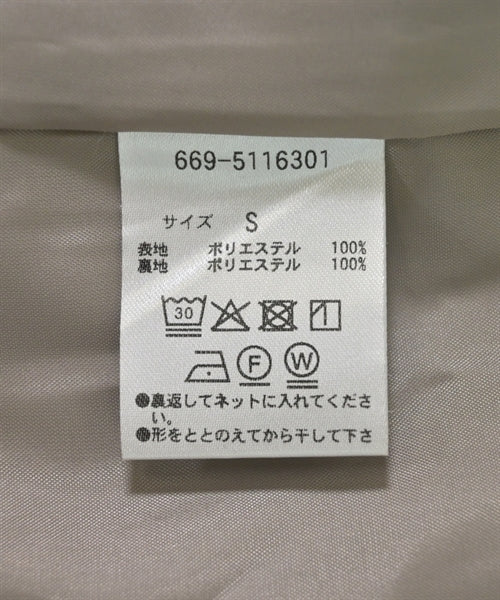 669-5116301
サイズ S
表地 ポリエステル 100%
裏地 ポリエステル 100%
30
F W
●裏返してネットに入れてくださ
い。
●形をととのえてから干して下さ